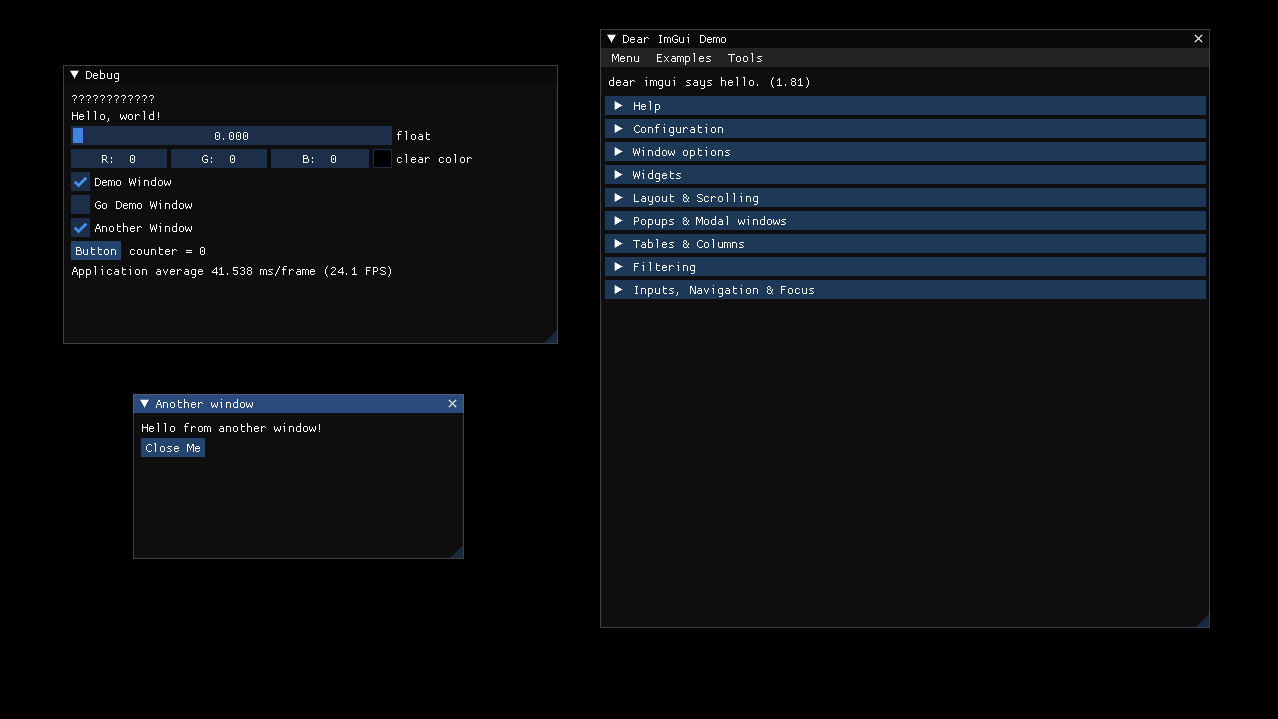 Debug
????????????
Hello, world!
0.000 float
R: 0 G: 0 B: 0 clear color
Demo Window
Go Demo Window
Another Window
Button counter = 0
Application average 41.538 ms/frame (24.1 FPS)
Another window
Hello from another window!
Close Me
Dear ImGui Demo
Menu Examples Tools
dear imgui says hello. (1.81)
Help
Configuration
Window options
Widgets
Layout & Scrolling
Popups & Modal windows
Tables & Columns
Filtering
Inputs, Navigation & Focus